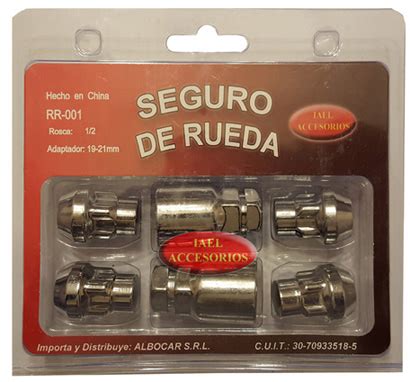 Hecho en China
RR-001
Rosca: 1/2
Adaptador: 19-21mm
SEGURO
DE RUEDA
IAEL
ACCESORIOS
IAEL
ACCESORIOS
Importa y Distribuye: ALBOCAR S.R.L.
C.U.I.T.: 30-70933518-5